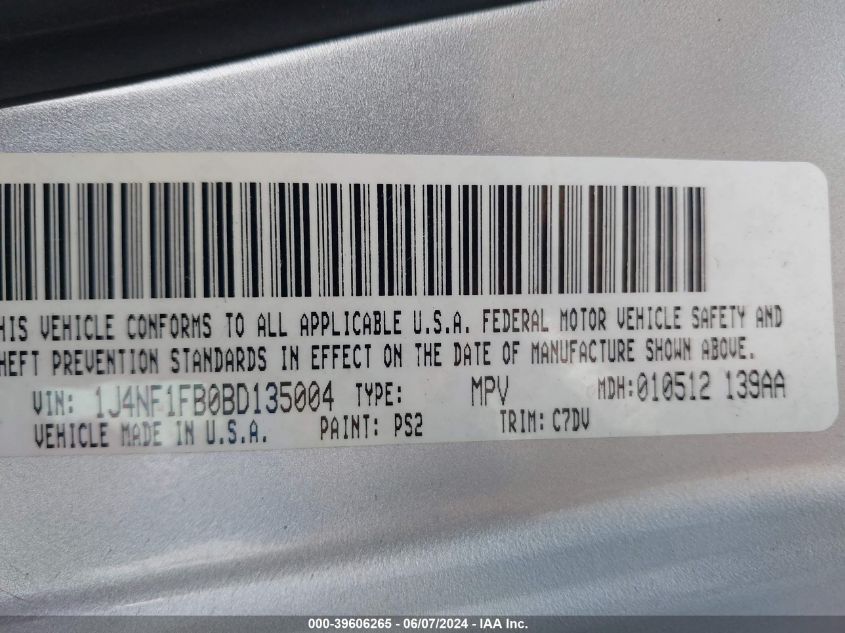 HIS VEHICLE CONFORMS TO ALL APPLICABLE U.S.A. FEDERAL MOTOR VEHICLE SAFETY AND
HEFT PREVENTION STANDARDS IN EFFECT ON THE DATE OF MANUFACTURE SHOWN ABOVE.
VIN: 1J4NF1FB0BD135004 TYPE: MPV MDH:010512 139AA
VEHICLE MADE IN U.S.A. PAINT: PS2 TRIM: C7DV
000-39606265 - 06/07/2024 - IAA Inc.